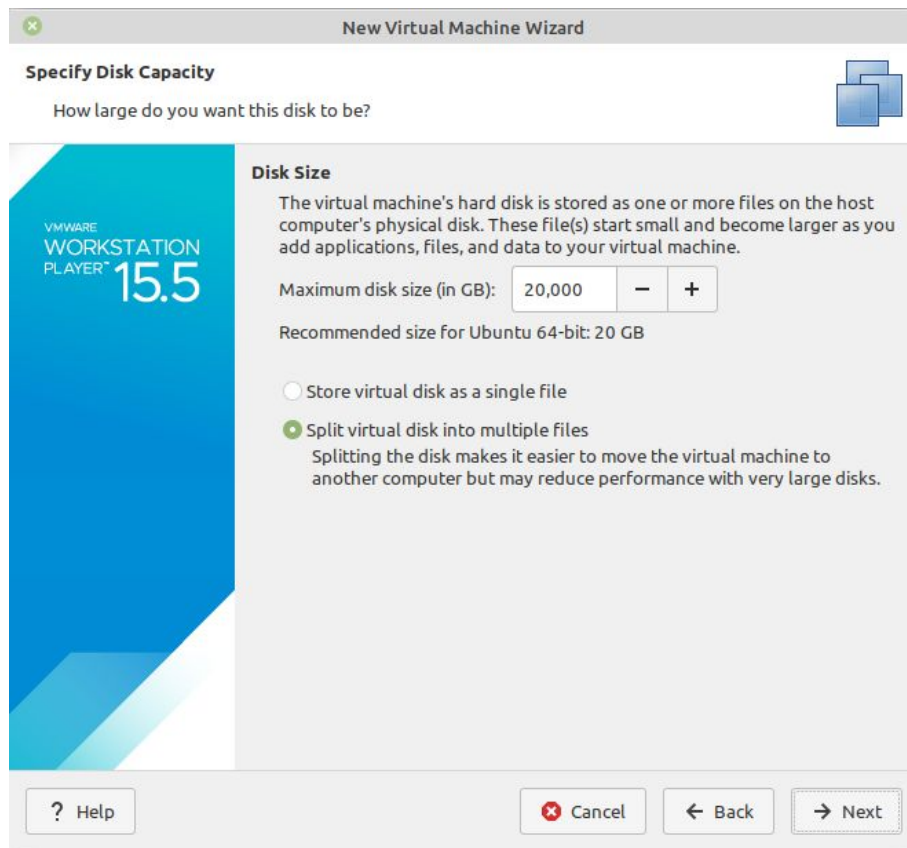 New Virtual Machine Wizard
Specify Disk Capacity
How large do you want this disk to be?
VMWARE
WORKSTATION
PLAYER™ 15.5
Disk Size
The virtual machine's hard disk is stored as one or more files on the host
computer's physical disk. These file(s) start small and become larger as you
add applications, files, and data to your virtual machine.
Maximum disk size (in GB): 20,000 − +
Recommended size for Ubuntu 64-bit: 20 GB
Store virtual disk as a single file
Split virtual disk into multiple files
Splitting the disk makes it easier to move the virtual machine to
another computer but may reduce performance with very large disks.
? Help Cancel ← Back → Next